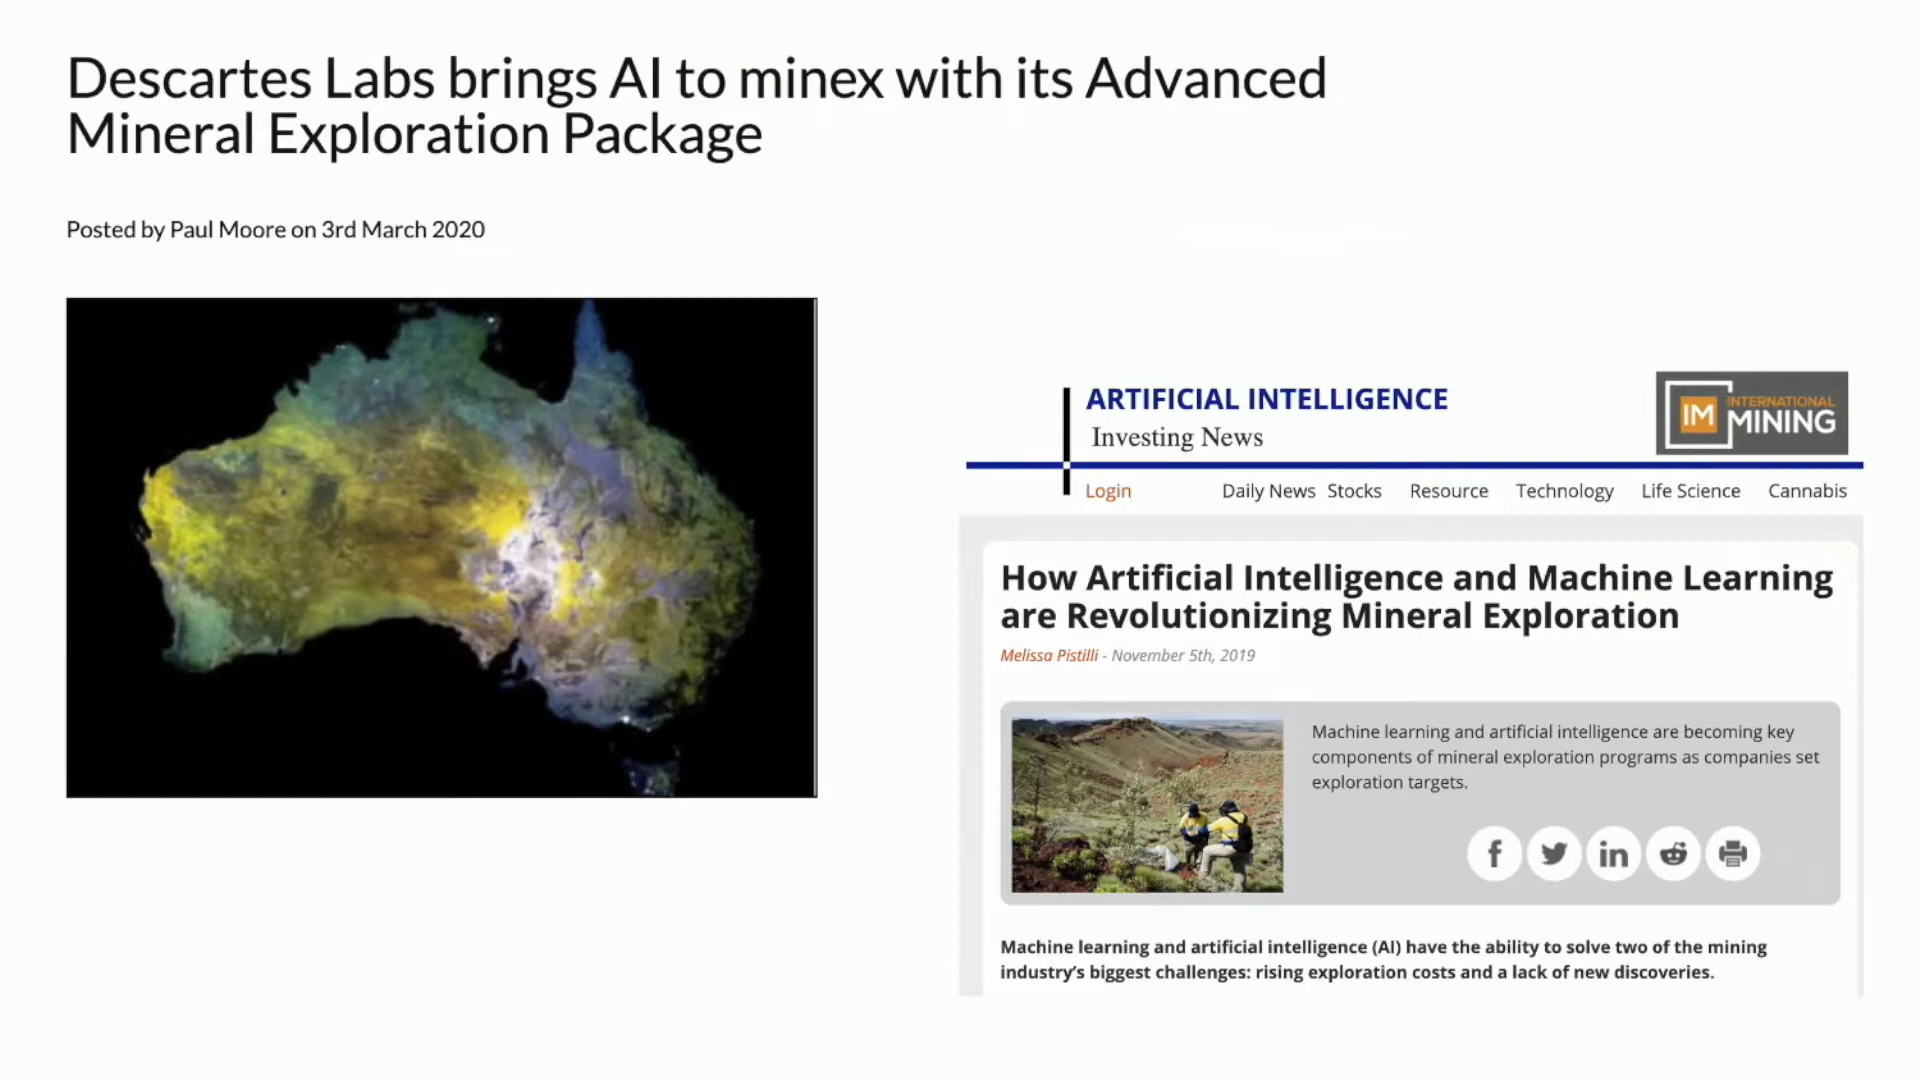 Descartes Labs brings AI to minex with its Advanced
Mineral Exploration Package
Posted by Paul Moore on 3rd March 2020
ARTIFICIAL INTELLIGENCE
Investing News
IM INTERNATIONAL
MINING
Login Daily News Stocks Resource Technology Life Science Cannabis
How Artificial Intelligence and Machine Learning
are Revolutionizing Mineral Exploration
Melissa Pistilli - November 5th, 2019
Machine learning and artificial intelligence are becoming key
components of mineral exploration programs as companies set
exploration targets.
Machine learning and artificial intelligence (AI) have the ability to solve two of the mining
industry's biggest challenges: rising exploration costs and a lack of new discoveries.